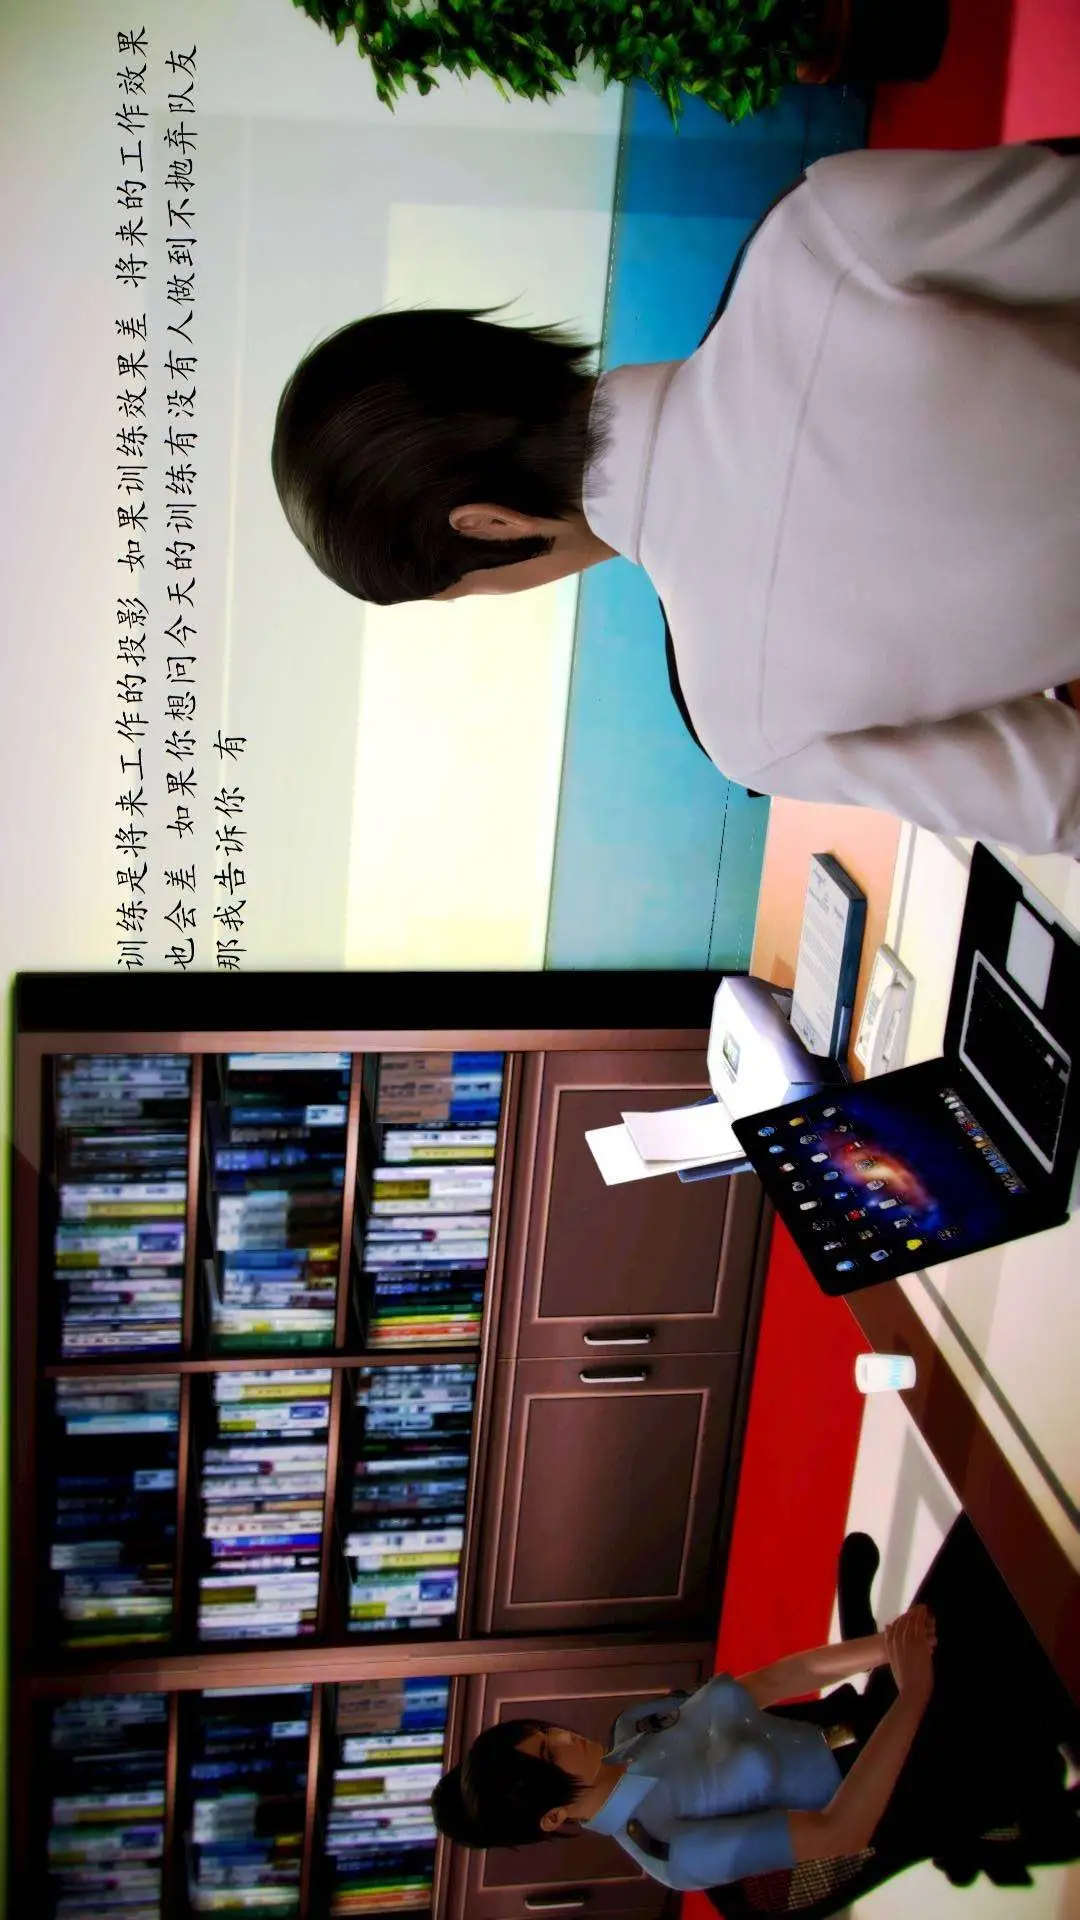 训练是将来工作的投影 如果训练效果差 将来的工作效果
也会差 如果你想问今天的训练有没有人做到不抛弃队友
那我告诉你 有